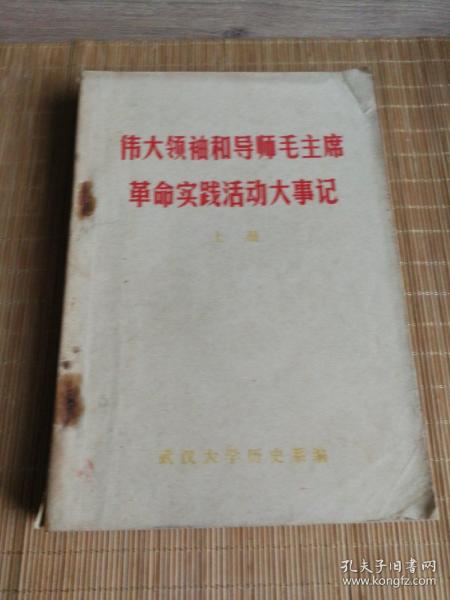 伟大领袖和导师毛主席
革命实践活动大事记
上册
武汉大学历史系编
孔夫子旧书网
www.kongfz.com